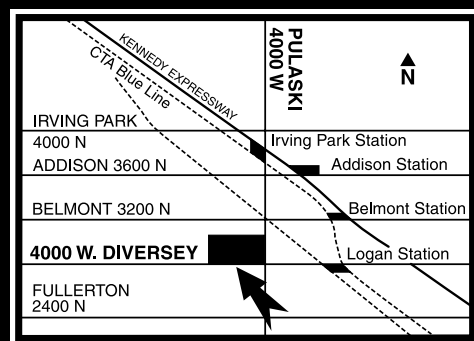 KENNEDY EXPRESSWAY
CTA Blue Line
PULASKI
4000 W
N
IRVING PARK
4000 N
Irving Park Station
ADDISON 3600 N
Addison Station
BELMONT 3200 N
Belmont Station
4000 W. DIVERSEY
Logan Station
FULLERTON
2400 N